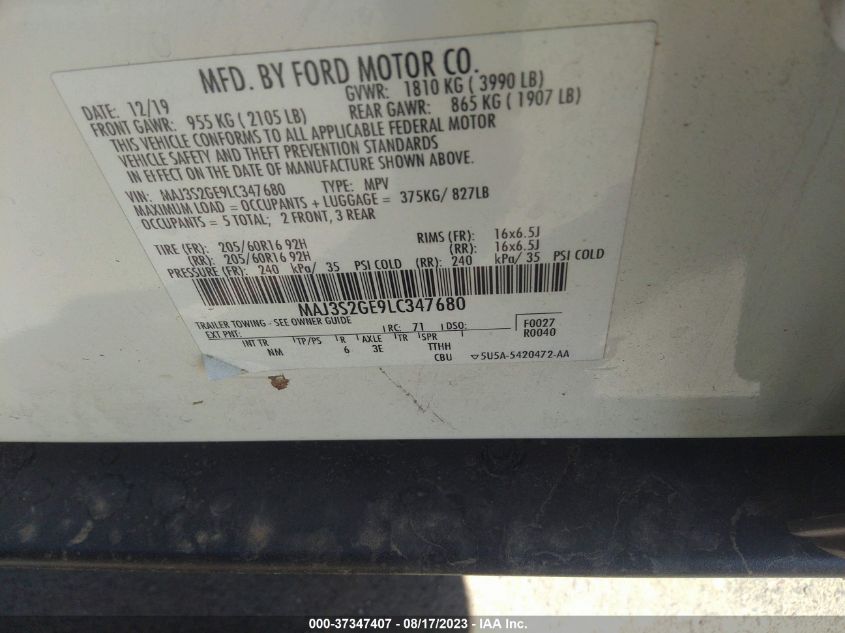 MFD. BY FORD MOTOR CO.
DATE: 12/19 GVWR: 1810 KG ( 3990 LB)
FRONT GAWR: 955 KG ( 2105 LB) REAR GAWR: 865 KG ( 1907 LB)
THIS VEHICLE CONFORMS TO ALL APPLICABLE FEDERAL MOTOR
VEHICLE SAFETY AND THEFT PREVENTION STANDARDS
IN EFFECT ON THE DATE OF MANUFACTURE SHOWN ABOVE.
VIN: MAJ3S2GE9LC347680 TYPE: MPV
MAXIMUM LOAD = OCCUPANTS + LUGGAGE = 375KG/ 827LB
OCCUPANTS = 5 TOTAL; 2 FRONT, 3 REAR
TIRE (FR): 205/60R16 92H RIMS (FR): 16x6.5J
(RR): 205/60R16 92H (RR): 16x6.5J
PRESSURE (FR): 240 kPa/ 35 PSI COLD (RR): 240 kPa/ 35 PSI COLD
MAJ3S2GE9LC347680
TRAILER TOWING - SEE OWNER GUIDE
EXT PNT: RC: 71 DSO: F0027
R0040
INT TR TP/PS R AXLE TR SPR
NM 6 3E TTHH
CBU 5U5A-5420472-AA
000-37347407 - 08/17/2023 - IAA Inc.